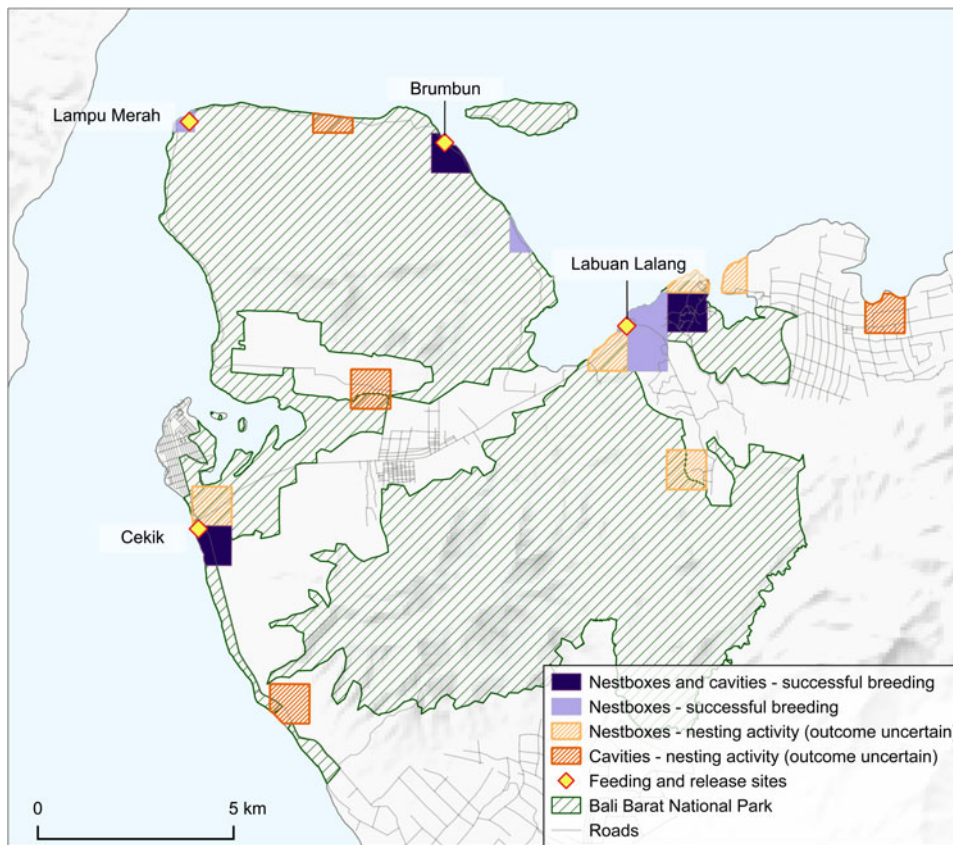 Brumbun
Lampu Merah
Labuan Lalang
Cekik
Nestboxes and cavities - successful breeding
Nestboxes - successful breeding
Nestboxes - nesting activity (outcome uncertain)
Cavities - nesting activity (outcome uncertain)
Feeding and release sites
Bali Barat National Park
Roads
0 5 km